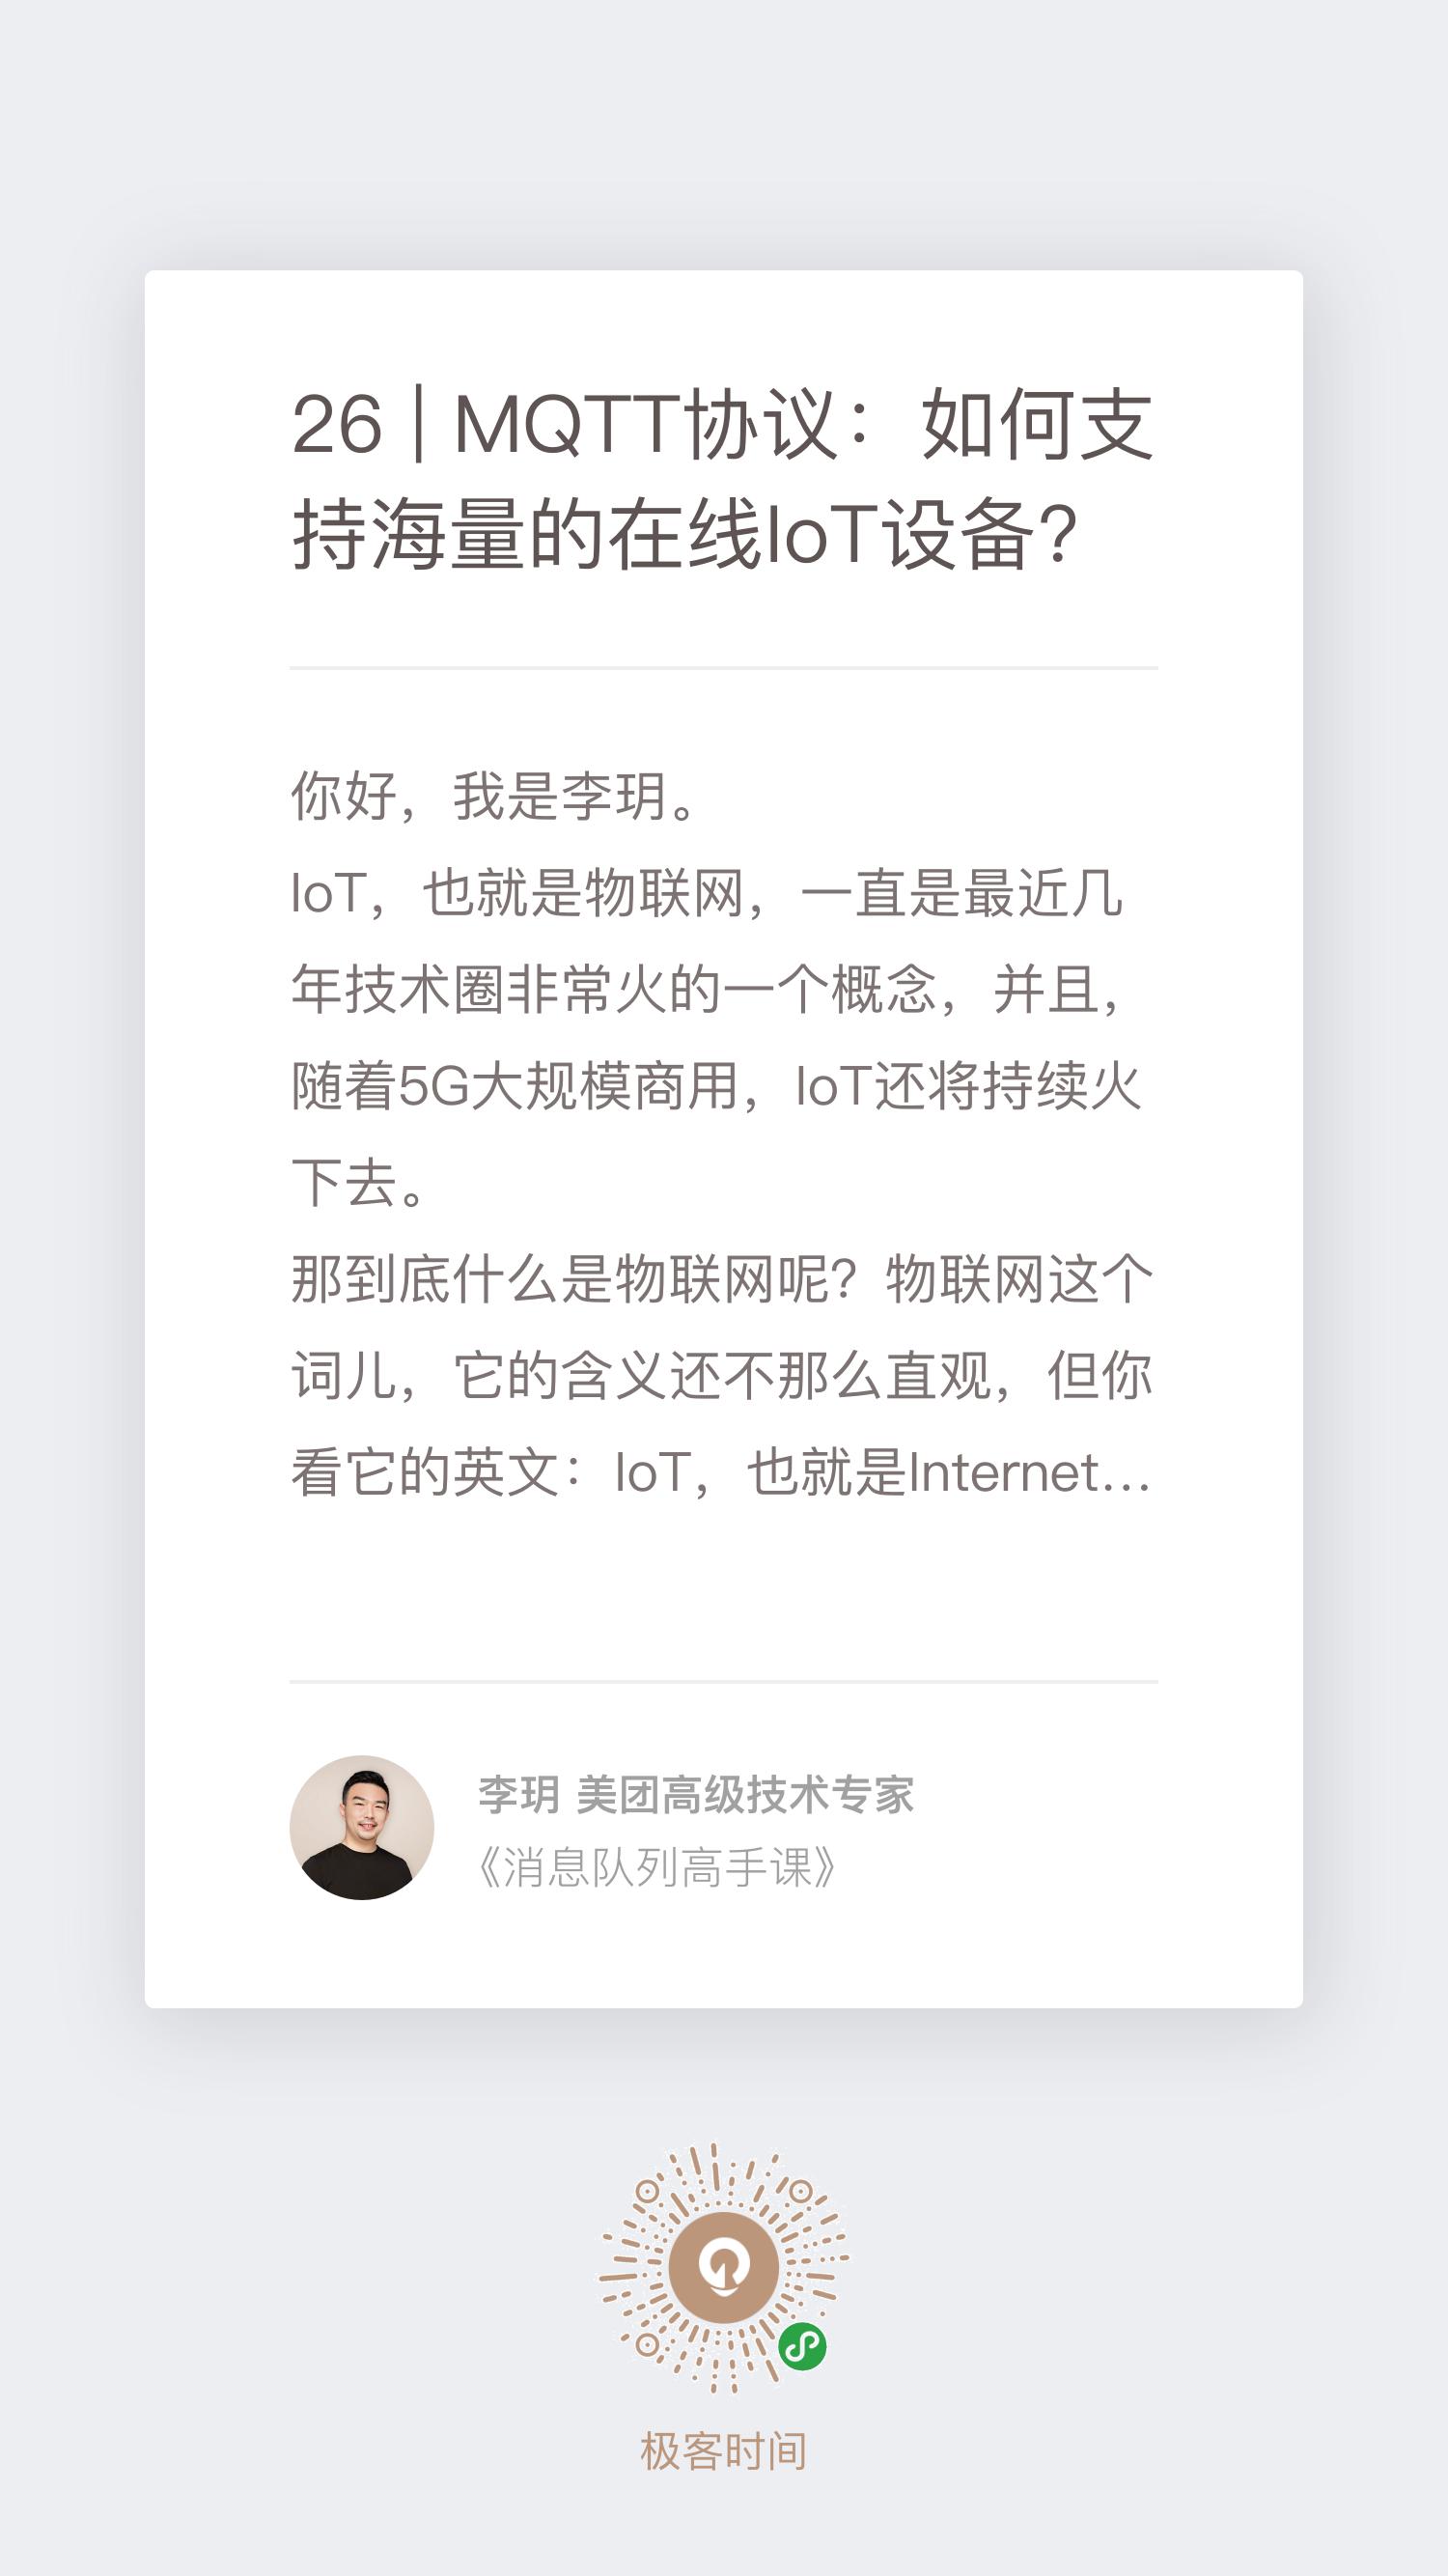 26 | MQTT协议：如何支
持海量的在线IoT设备？
你好，我是李玥。
IoT，也就是物联网，一直是最近几
年技术圈非常火的一个概念，并且，
随着5G大规模商用，IoT还将持续火
下去。
那到底什么是物联网呢？物联网这个
词儿，它的含义还不那么直观，但你
看它的英文：IoT，也就是Internet...
李玥 美团高级技术专家
《消息队列高手课》
极客时间